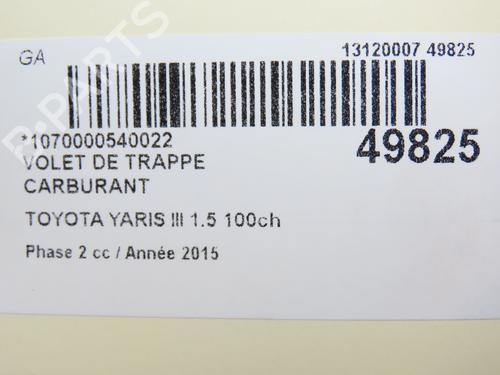 GA
13120007 49825
*1070000540022
49825
VOLET DE TRAPPE
CARBURANT
TOYOTA YARIS III 1.5 100ch
Phase 2 cc / Année 2015
B-PARTS